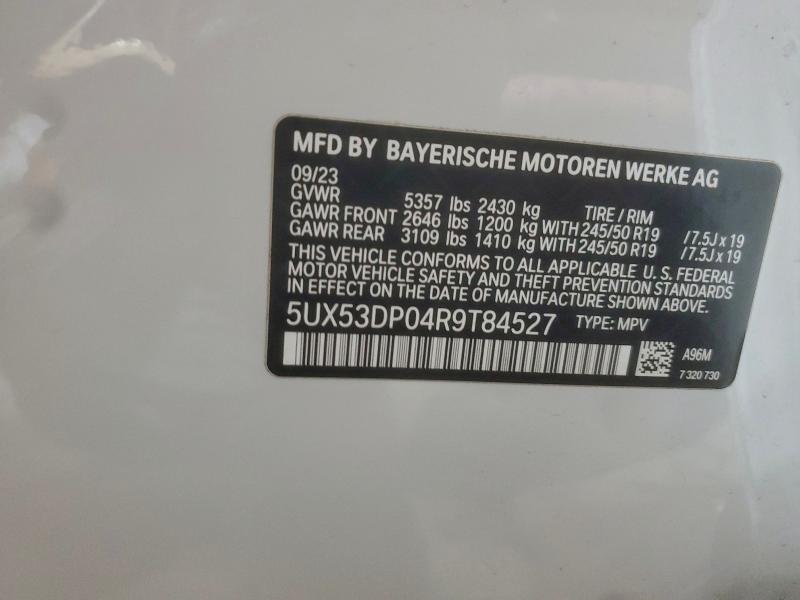 MFD BY BAYERISCHE MOTOREN WERKE AG
09/23
GVWR 5357 lbs 2430 kg TIRE / RIM
GAWR FRONT 2646 lbs 1200 kg WITH 245/50 R19 /7.5J x 19
GAWR REAR 3109 lbs 1410 kg WITH 245/50 R19 /7.5J x 19
THIS VEHICLE CONFORMS TO ALL APPLICABLE U. S. FEDERAL
MOTOR VEHICLE SAFETY AND THEFT PREVENTION STANDARDS
IN EFFECT ON THE DATE OF MANUFACTURE SHOWN ABOVE.
5UX53DP04R9T84527 TYPE: MPV
A96M
7 320 730